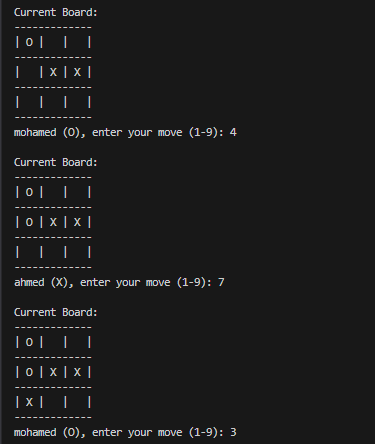 Current Board:
-------------
| O |   |   |
-------------
|   | X | X |
-------------
|   |   |   |
-------------
mohamed (O), enter your move (1-9): 4
Current Board:
-------------
| O |   |   |
-------------
| O | X | X |
-------------
|   |   |   |
-------------
ahmed (X), enter your move (1-9): 7
Current Board:
-------------
| O |   |   |
-------------
| O | X | X |
-------------
| X |   |   |
-------------
mohamed (O), enter your move (1-9): 3